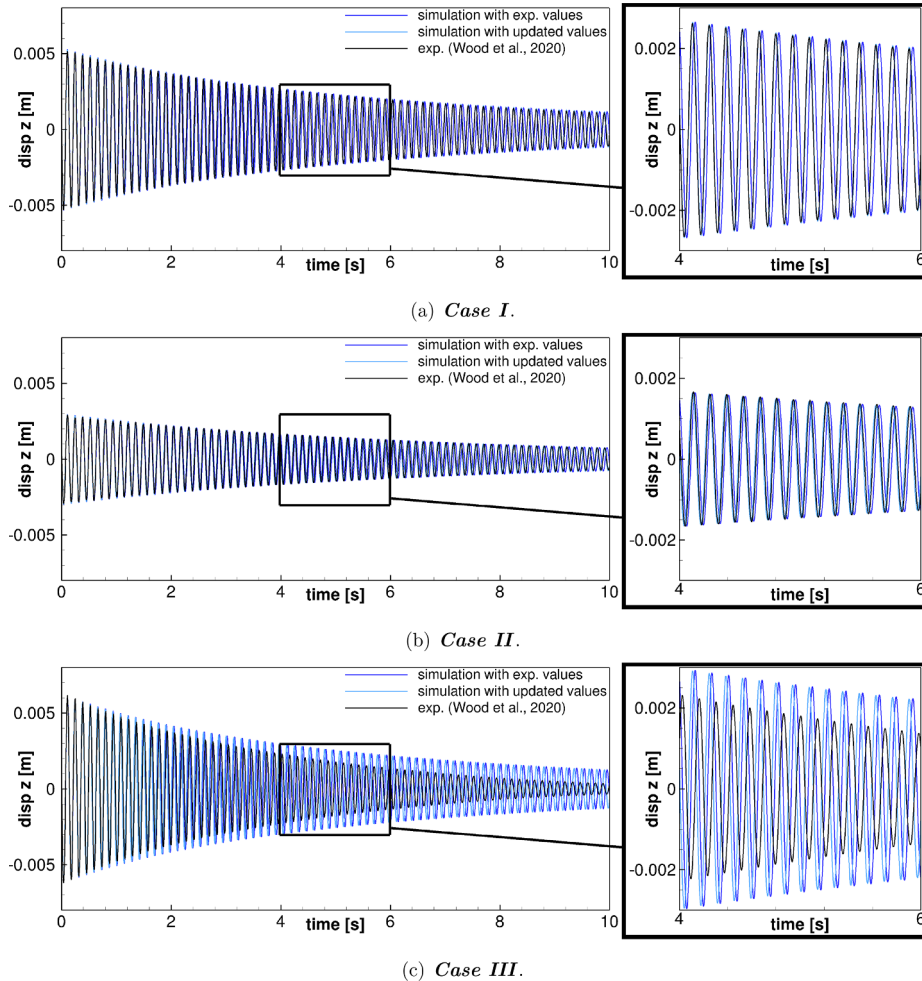 simulation with exp. values
simulation with updated values
exp. (Wood et al., 2020)
disp z [m]
0.005
0
-0.005
0 2 4 6 8 10
time [s]
disp z [m]
0.002
0
-0.002
4 6
time [s]
(a) Case I.
simulation with exp. values
simulation with updated values
exp. (Wood et al., 2020)
disp z [m]
0.005
0
-0.005
0 2 4 6 8 10
time [s]
disp z [m]
0.002
0
-0.002
4 6
time [s]
(b) Case II.
simulation with exp. values
simulation with updated values
exp. (Wood et al., 2020)
disp z [m]
0.005
0
-0.005
0 2 4 6 8 10
time [s]
disp z [m]
0.002
0
-0.002
4 6
time [s]
(c) Case III.